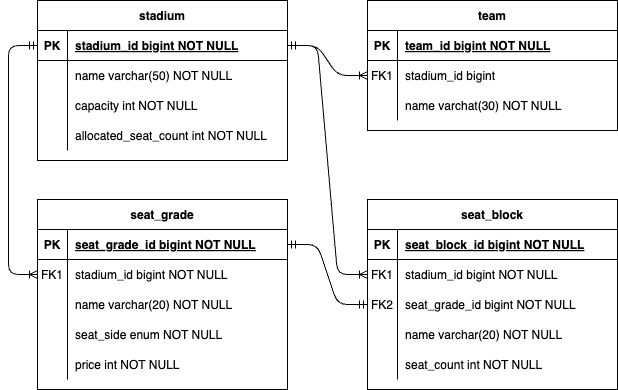 stadium
PK stadium_id bigint NOT NULL
name varchar(50) NOT NULL
capacity int NOT NULL
allocated_seat_count int NOT NULL
team
PK team_id bigint NOT NULL
FK1 stadium_id bigint
name varchat(30) NOT NULL
seat_grade
PK seat_grade_id bigint NOT NULL
FK1 stadium_id bigint NOT NULL
name varchar(20) NOT NULL
seat_side enum NOT NULL
price int NOT NULL
seat_block
PK seat_block_id bigint NOT NULL
FK1 stadium_id bigint NOT NULL
FK2 seat_grade_id bigint NOT NULL
name varchar(20) NOT NULL
seat_count int NOT NULL